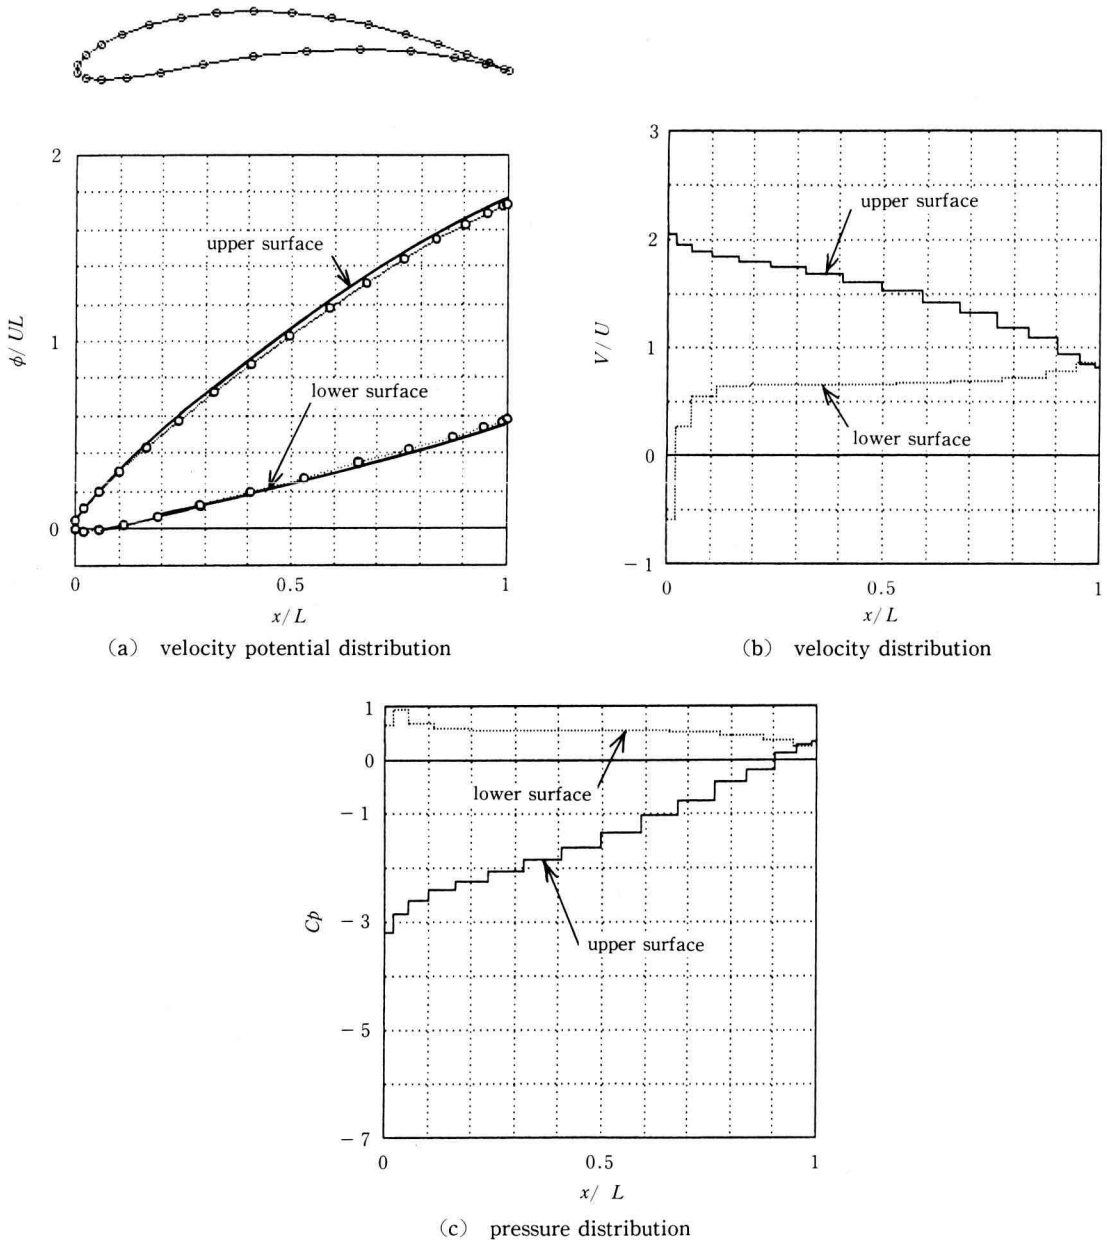 2
1
0
ϕ/UL
upper surface
lower surface
0
0.5
1
x/L
(a) velocity potential distribution
3
2
1
0
−1
V/U
upper surface
lower surface
0
0.5
1
x/L
(b) velocity distribution
1
0
−1
−3
−5
−7
Cp
lower surface
upper surface
0
0.5
1
x/ L
(c) pressure distribution